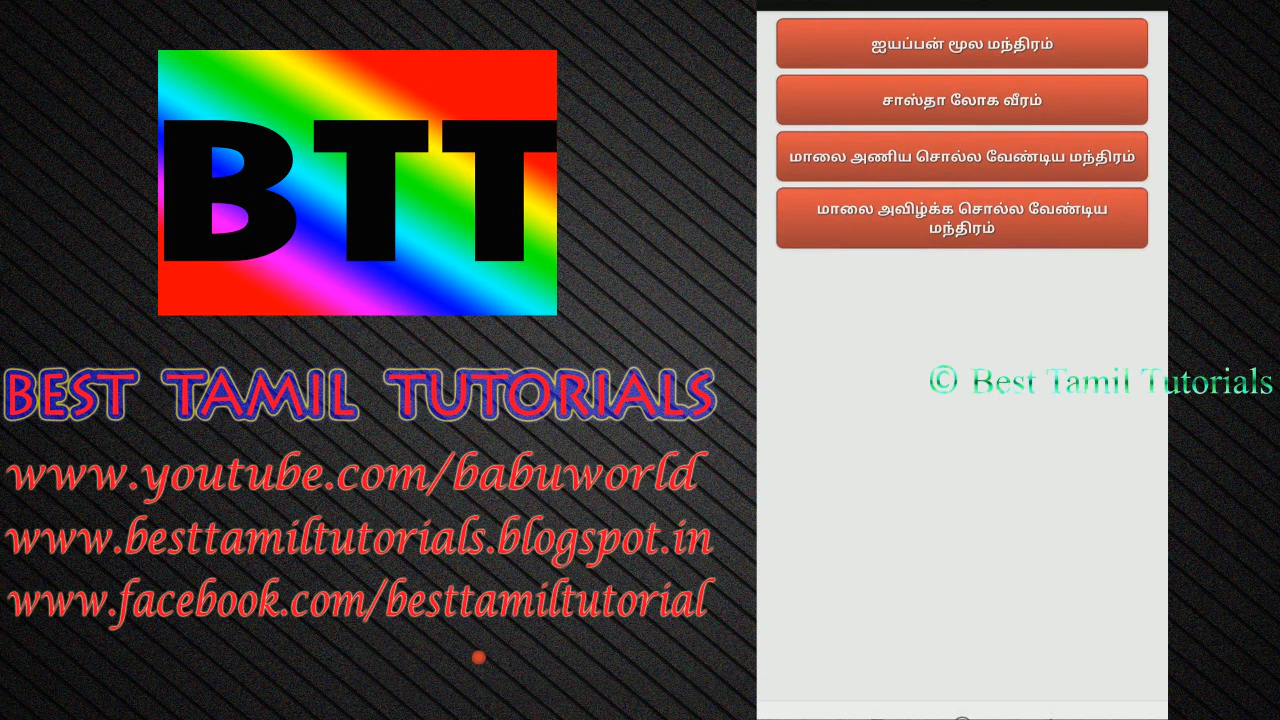 BTT
BEST TAMIL TUTORIALS
www.youtube.com/babuworld
www.besttamiltutorials.blogspot.in
www.facebook.com/besttamiltutorial
ஐயப்பன் மூல மந்திரம்
சாஸ்தா லோக வீரம்
மாலை அணிய சொல்ல வேண்டிய மந்திரம்
மாலை அவிழ்க்க சொல்ல வேண்டிய
மந்திரம்
© Best Tamil Tutorials